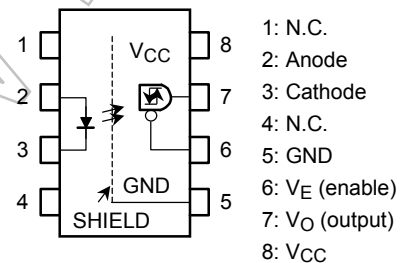 1
2
3
4
VCC
GND
SHIELD
8
7
6
5
1: N.C.
2: Anode
3: Cathode
4: N.C.
5: GND
6: VE (enable)
7: VO (output)
8: VCC